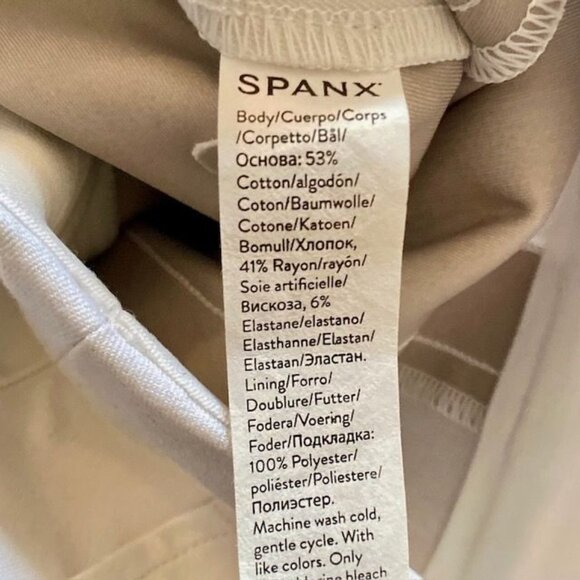 SPANX
Body/Cuerpo/Corps
/Corpetto/Bål/
Основа: 53%
Cotton/algodón/
Coton/Baumwolle/
Cotone/Katoen/
Bomull/Хлопок,
41% Rayon/rayón/
Soie artificielle/
Вискоза, 6%
Elastane/elastano/
Elasthanne/Elastan/
Elastaan/Эластан.
Lining/Forro/
Doublure/Futter/
Fodera/Voering/
Foder/Подкладка:
100% Polyester/
poliéster/Poliestere/
Полиэстер.
Machine wash cold,
gentle cycle. With
like colors. Only
bleach